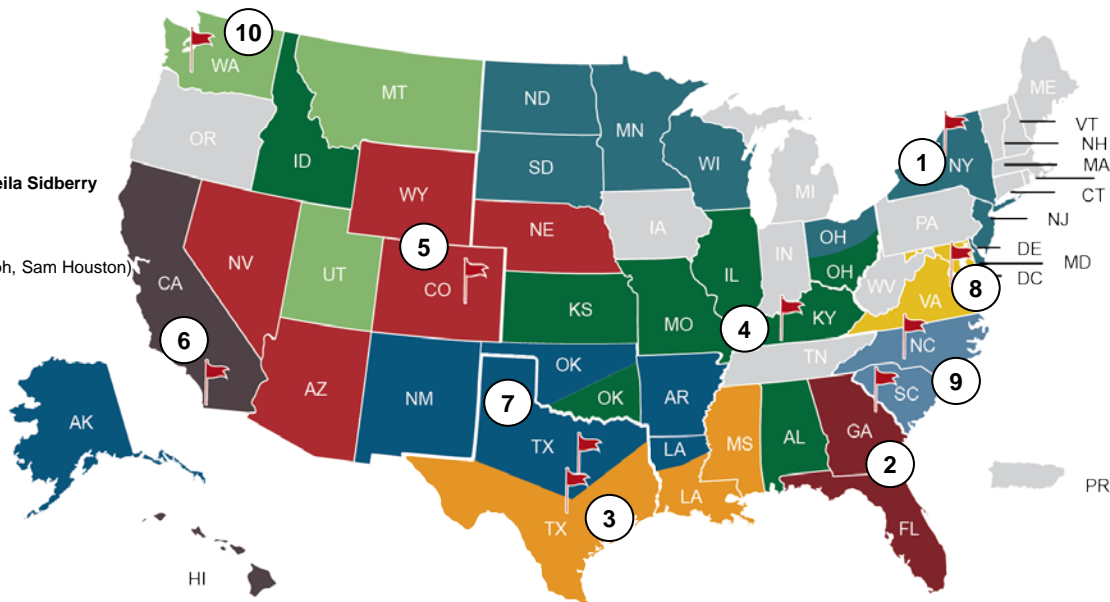 10
WA
MT
ND
MN
ME
VT
OR
ID
SD
WI
1
NY
NH
MA
eila Sidberry
WY
MI
CT
5
NE
IA
PA
NJ
NV
OH
DE
oh, Sam Houston)
UT
CO
IL
IN
OH
MD
CA
WV
VA
8
DC
KS
MO
4
KY
6
TN
NC
OK
9
AZ
NM
7
OK
AR
SC
AK
TX
LA
MS
AL
GA
2
PR
TX
3
LA
FL
HI